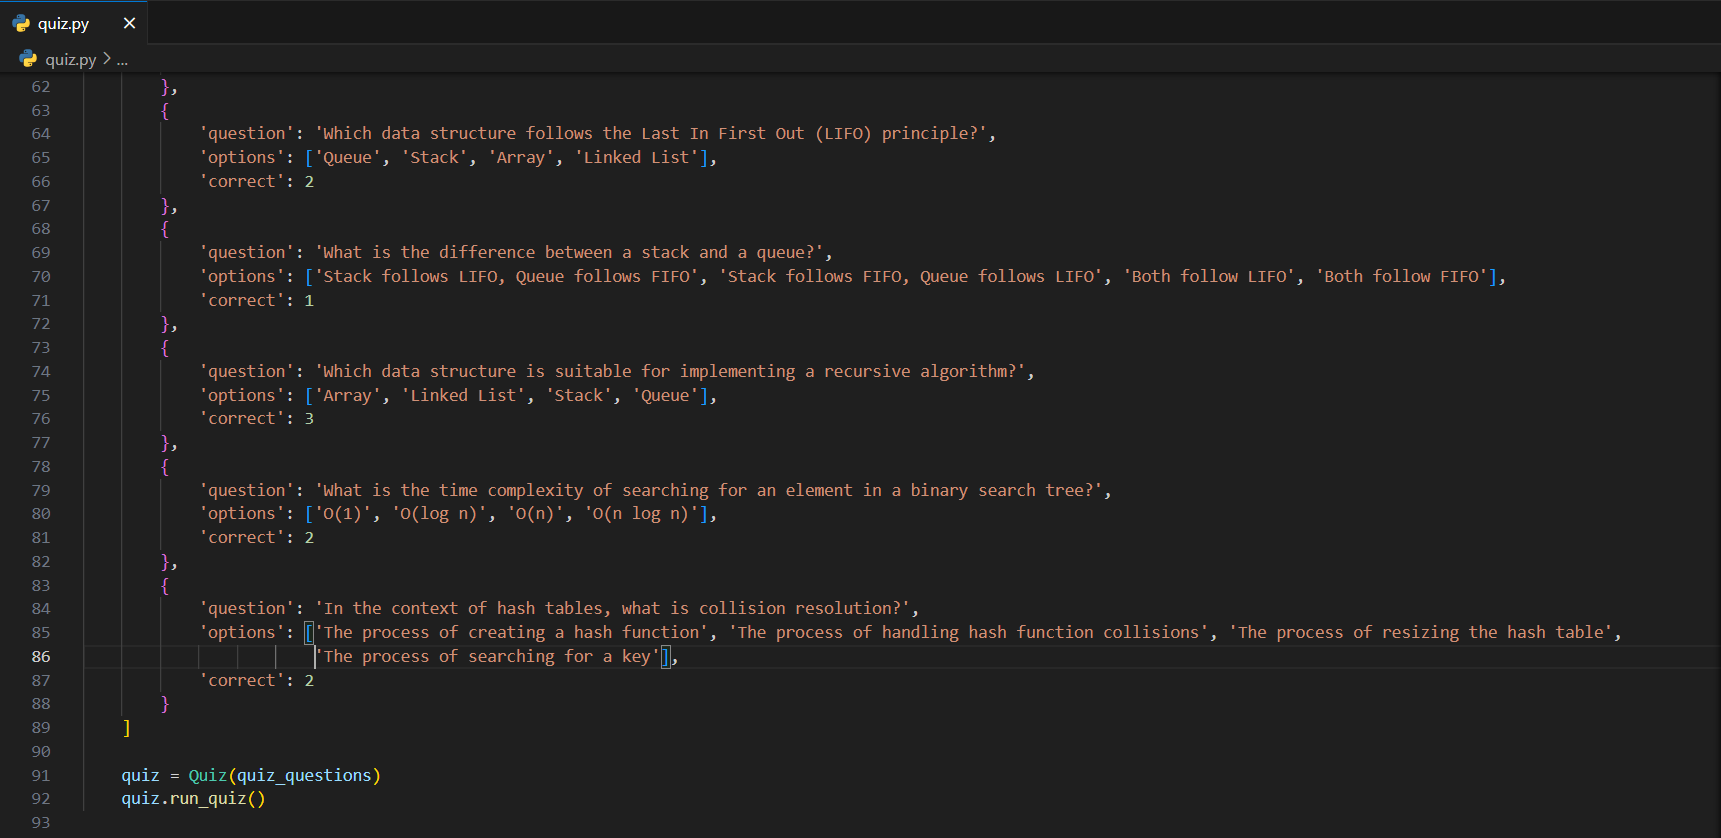 quiz.py
quiz.py > ...
62 },
63 {
64 'question': 'Which data structure follows the Last In First Out (LIFO) principle?',
65 'options': ['Queue', 'Stack', 'Array', 'Linked List'],
66 'correct': 2
67 },
68 {
69 'question': 'What is the difference between a stack and a queue?',
70 'options': ['Stack follows LIFO, Queue follows FIFO', 'Stack follows FIFO, Queue follows LIFO', 'Both follow LIFO', 'Both follow FIFO'],
71 'correct': 1
72 },
73 {
74 'question': 'Which data structure is suitable for implementing a recursive algorithm?',
75 'options': ['Array', 'Linked List', 'Stack', 'Queue'],
76 'correct': 3
77 },
78 {
79 'question': 'What is the time complexity of searching for an element in a binary search tree?',
80 'options': ['O(1)', 'O(log n)', 'O(n)', 'O(n log n)'],
81 'correct': 2
82 },
83 {
84 'question': 'In the context of hash tables, what is collision resolution?',
85 'options': ['The process of creating a hash function', 'The process of handling hash function collisions', 'The process of resizing the hash table',
86 'The process of searching for a key'],
87 'correct': 2
88 }
89 ]
90
91 quiz = Quiz(quiz_questions)
92 quiz.run_quiz()
93